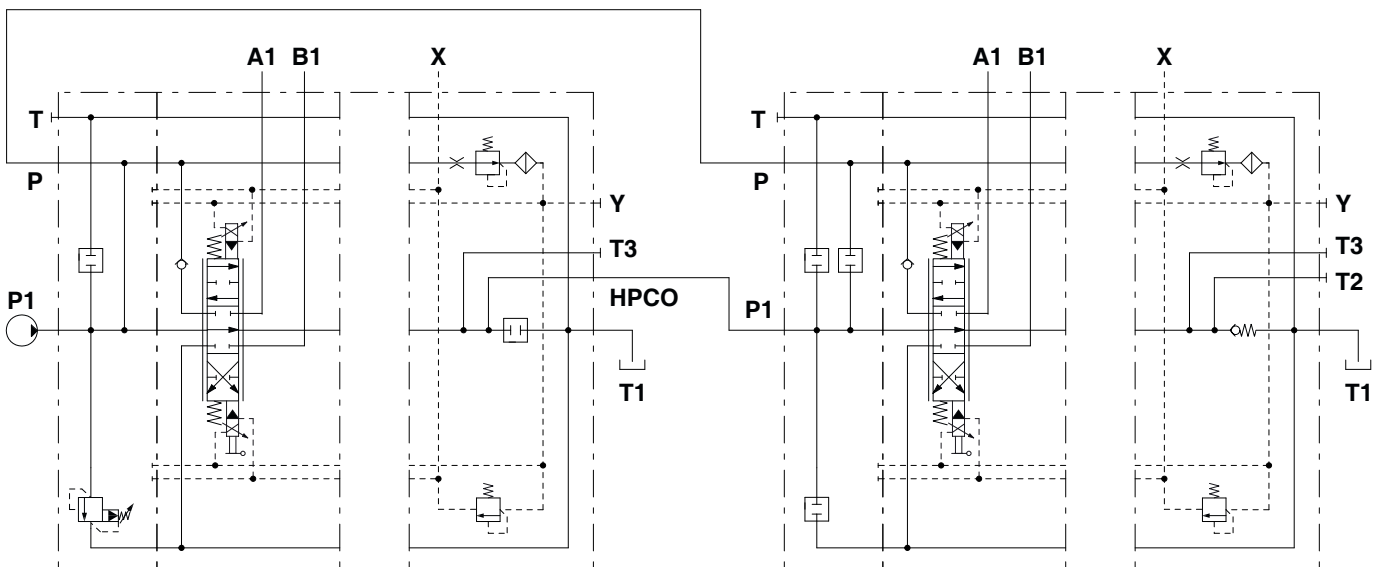 A1 B1 X A1 B1 X
T T
P P
Y Y
T3 T3
P1 HPCO P1 T2
T1 T1